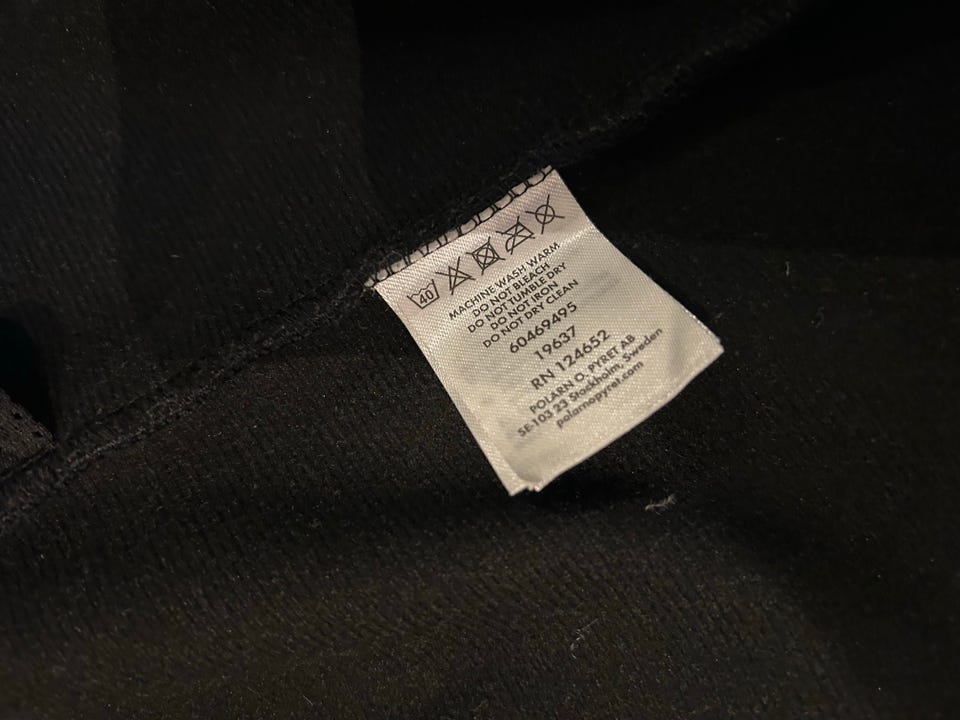 40
MACHINE WASH WARM
DO NOT BLEACH
DO NOT TUMBLE DRY
DO NOT IRON
DO NOT DRY CLEAN
60469495
19637
RN 124652
POLARN O. PYRET AB
SE-103 23 Stockholm, Sweden
polarnopyret.com